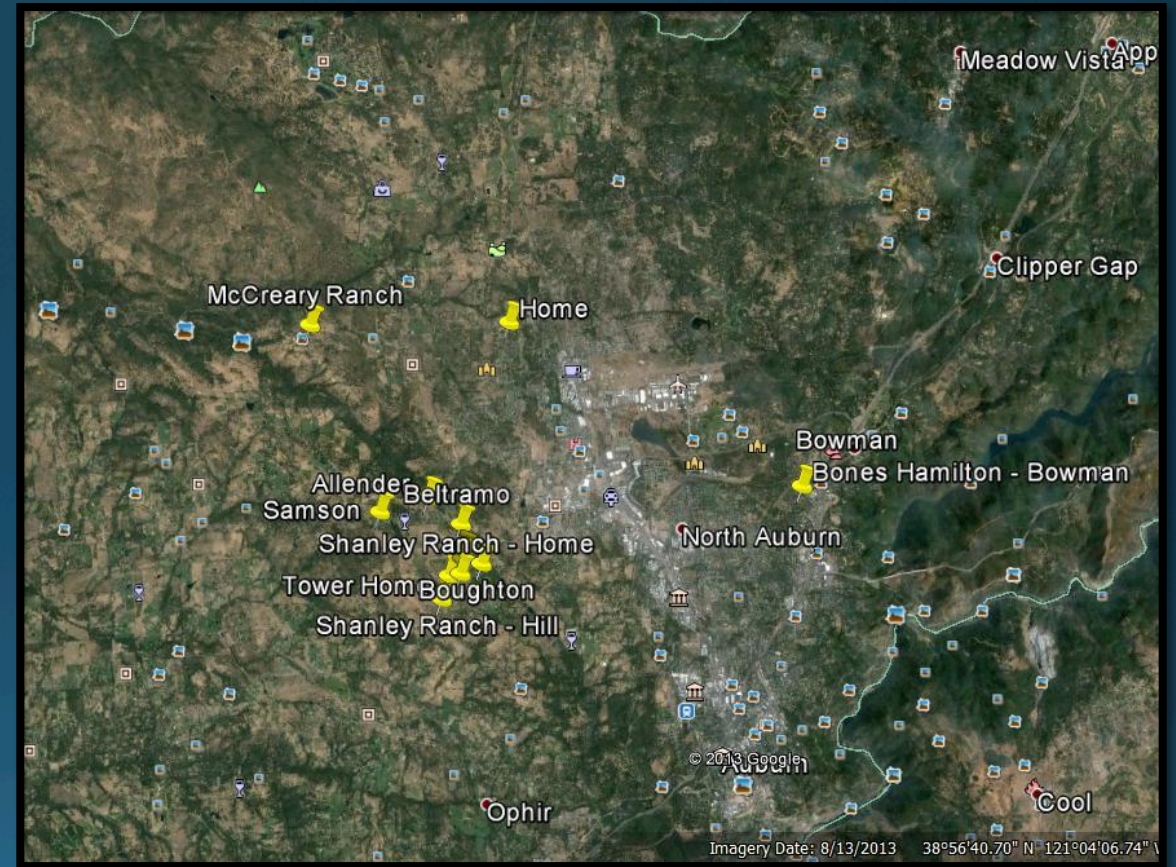 Meadow Vista
App
Clipper Gap
McCreary Ranch
Home
Bowman
Bones Hamilton - Bowman
Allender
Beltramo
Samson
Shanley Ranch - Home
North Auburn
Tower Hom
Boughton
Shanley Ranch - Hill
© 2013 Google
Auburn
Ophir
Cool
Imagery Date: 8/13/2013 38°56'40.70" N 121°04'06.74"